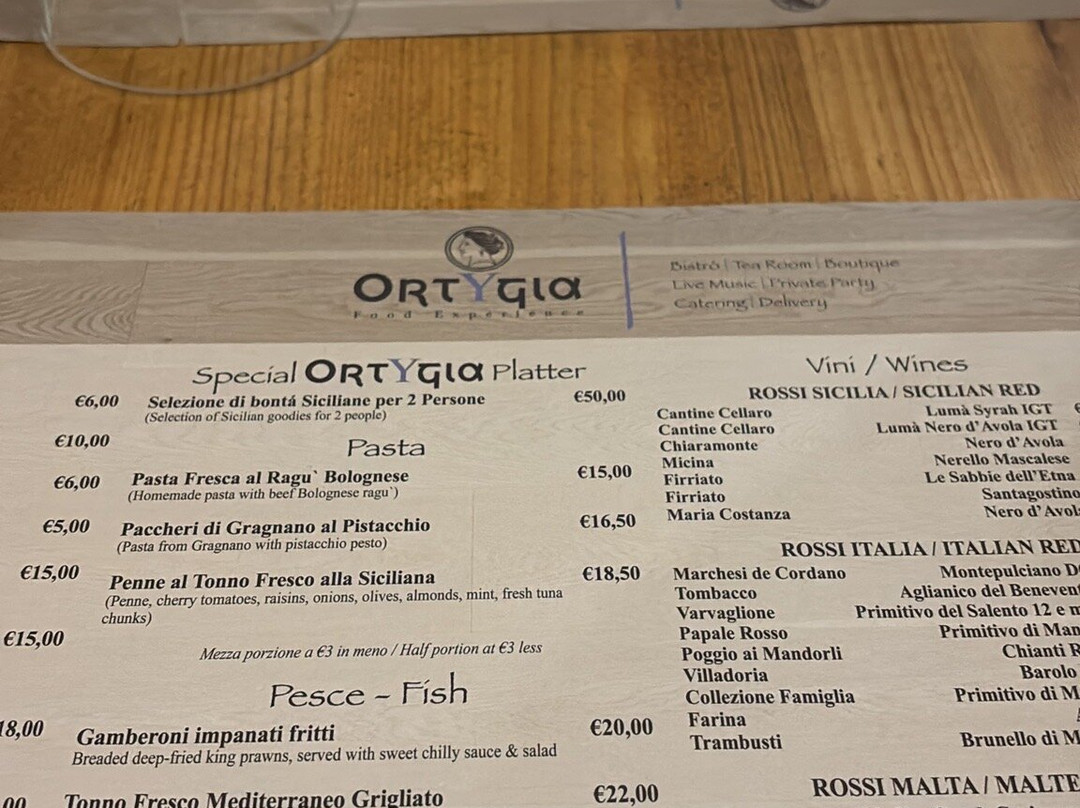 ORTYGIA
Food Experience
Bistrò | Tea Room | Boutique
Live Music | Private Party
Catering | Delivery
€6,00
€10,00
€6,00
€5,00
€15,00
€15,00
18,00
,00
Special ORTYGIA Platter
Selezione di bontá Siciliane per 2 Persone €50,00
(Selection of Sicilian goodies for 2 people)
Pasta
Pasta Fresca al Ragu` Bolognese €15,00
(Homemade pasta with beef Bolognese ragu`)
Paccheri di Gragnano al Pistacchio €16,50
(Pasta from Gragnano with pistacchio pesto)
Penne al Tonno Fresco alla Siciliana €18,50
(Penne, cherry tomatoes, raisins, onions, olives, almonds, mint, fresh tuna
chunks)
Mezza porzione a €3 in meno / Half portion at €3 less
Pesce - Fish
Gamberoni impanati fritti €20,00
Breaded deep-fried king prawns, served with sweet chilly sauce & salad
Tonno Fresco Mediterraneo Grigliato €22,00
Vini / Wines
ROSSI SICILIA / SICILIAN RED
Cantine Cellaro Lumà Syrah IGT €
Cantine Cellaro Lumà Nero d'Avola IGT
Chiaramonte Nero d'Avola
Micina Nerello Mascalese
Firriato Le Sabbie dell'Etna
Firriato Santagostino
Maria Costanza Nero d'Avol
ROSSI ITALIA / ITALIAN RED
Marchesi de Cordano Montepulciano D
Tombacco Aglianico del Beneven
Varvaglione Primitivo del Salento 12 e m
Papale Rosso Primitivo di Man
Poggio ai Mandorli Chianti R
Villadoria Barolo
Collezione Famiglia Primitivo di M
Farina
Trambusti Brunello di M
ROSSI MALTA / MALTE